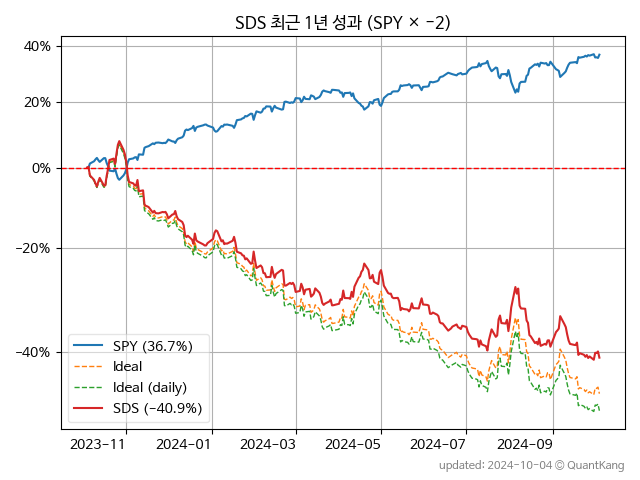 SDS 최근 1년 성과 (SPY × −2)
40%
20%
0%
−20%
−40%
SPY (36.7%)
Ideal
Ideal (daily)
SDS (−40.9%)
2023−11 2024−01 2024−03 2024−05 2024−07 2024−09
updated: 2024-10-04 © QuantKang